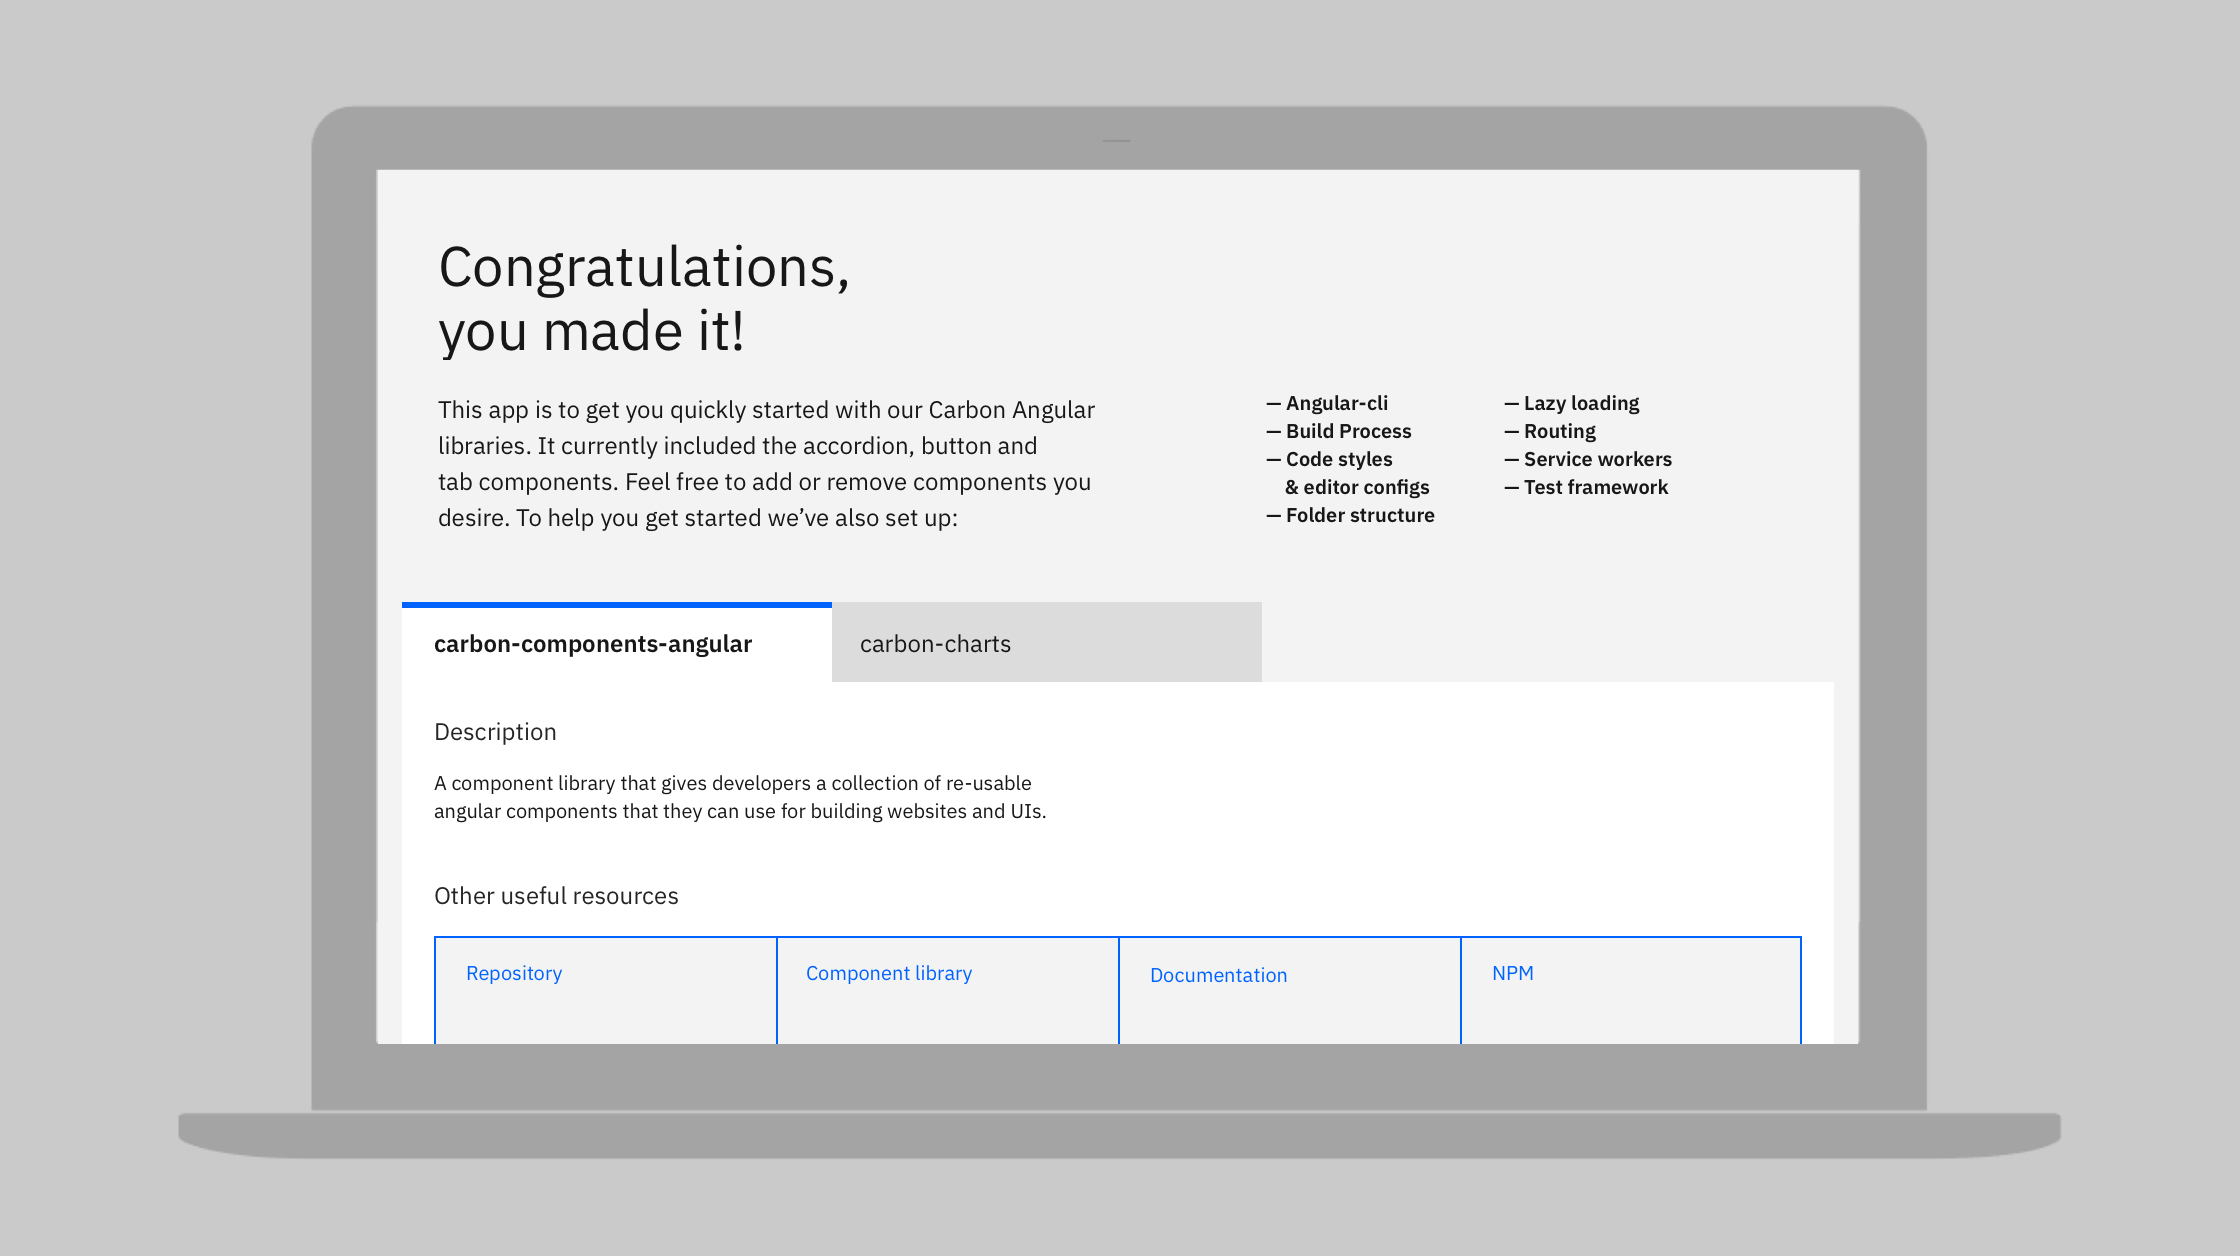 Congratulations,
you made it!
This app is to get you quickly started with our Carbon Angular
libraries. It currently included the accordion, button and
tab components. Feel free to add or remove components you
desire. To help you get started we’ve also set up:
— Angular-cli
— Build Process
— Code styles
& editor configs
— Folder structure
— Lazy loading
— Routing
— Service workers
— Test framework
carbon-components-angular
carbon-charts
Description
A component library that gives developers a collection of re-usable
angular components that they can use for building websites and UIs.
Other useful resources
Repository
Component library
Documentation
NPM